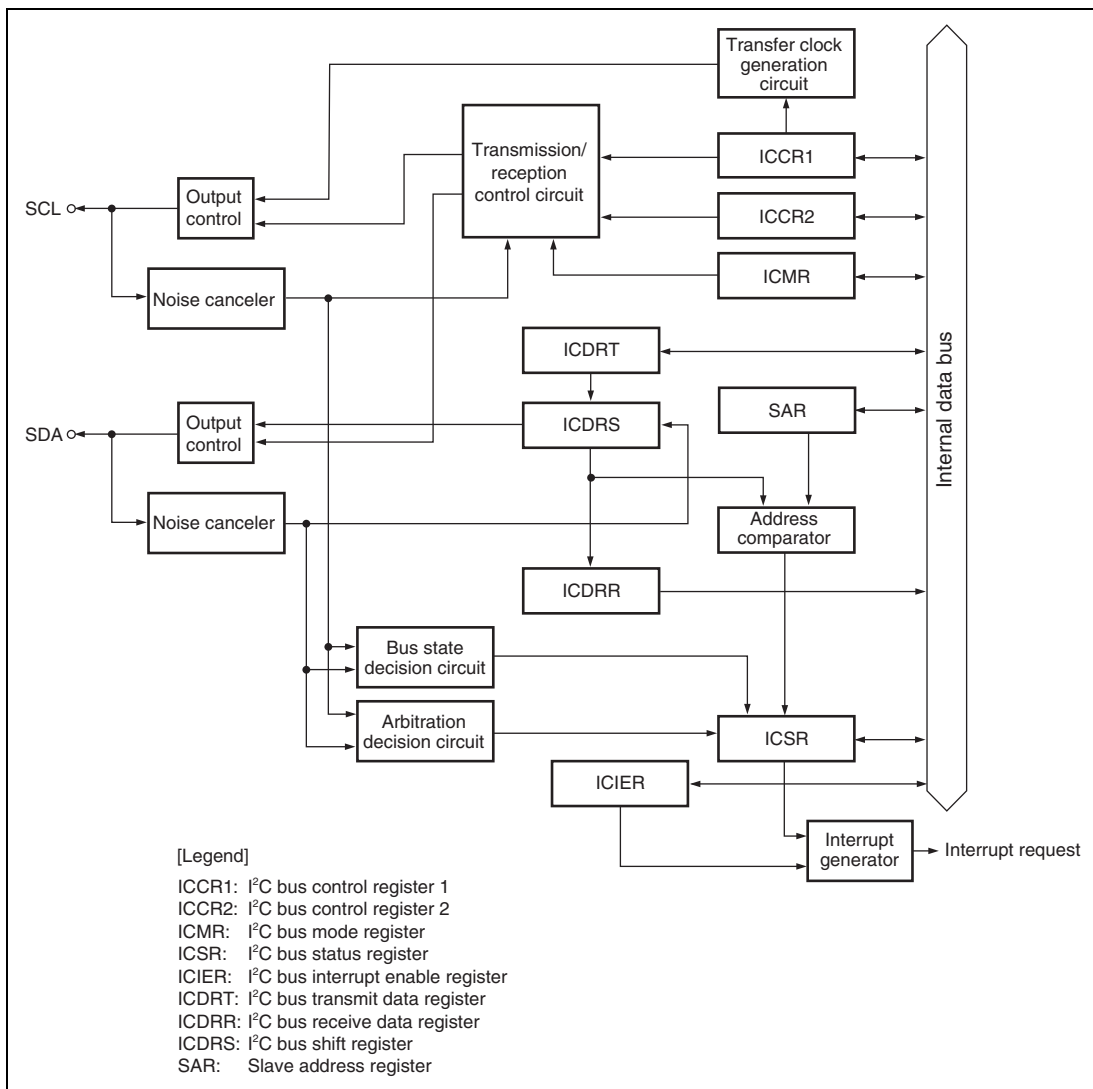 Transfer clock
generation
circuit
Transmission/
reception
control circuit
ICCR1
Output
control
SCL
ICCR2
ICMR
Noise canceler
ICDRT
Internal data bus
SAR
Output
control
ICDRS
SDA
Noise canceler
Address
comparator
ICDRR
Bus state
decision circuit
Arbitration
decision circuit
ICSR
ICIER
Interrupt
generator
Interrupt request
[Legend]
ICCR1: I²C bus control register 1
ICCR2: I²C bus control register 2
ICMR: I²C bus mode register
ICSR: I²C bus status register
ICIER: I²C bus interrupt enable register
ICDRT: I²C bus transmit data register
ICDRR: I²C bus receive data register
ICDRS: I²C bus shift register
SAR: Slave address register